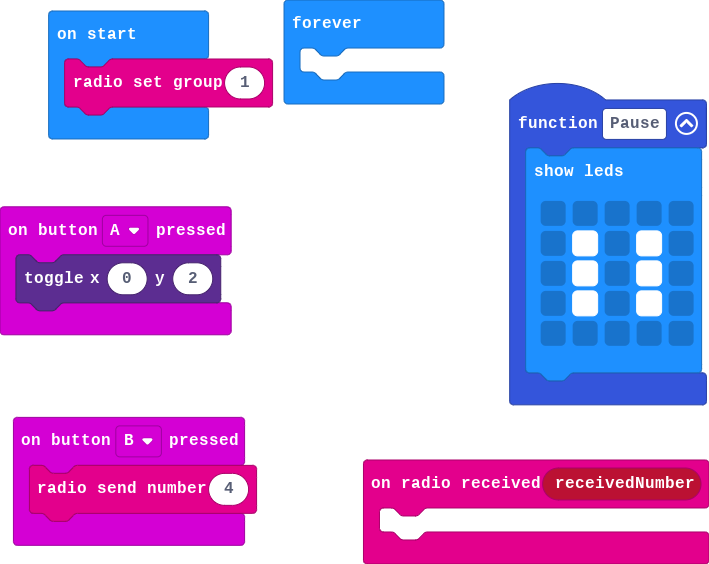 on start
radio set group 1
forever
function Pause
show leds
on button A pressed
toggle x 0 y 2
on button B pressed
radio send number 4
on radio received receivedNumber